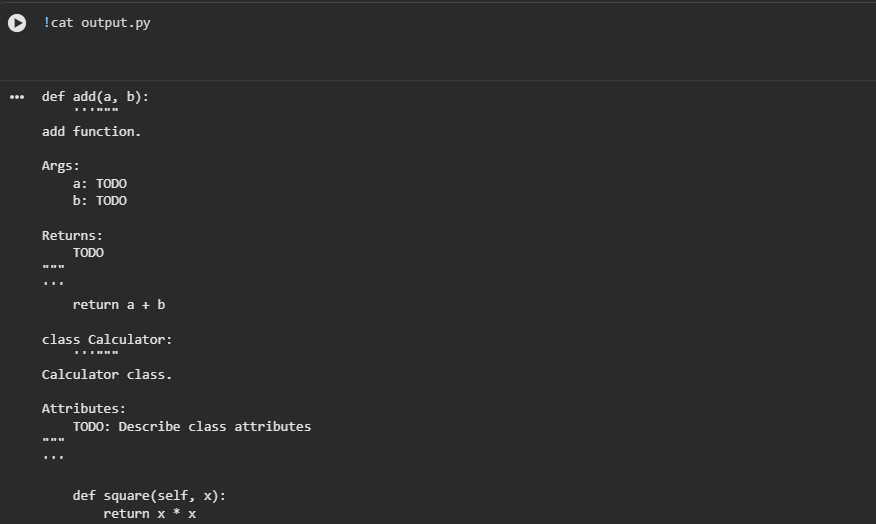 !cat output.py
def add(a, b):
    '''"""
add function.

Args:
    a: TODO
    b: TODO

Returns:
    TODO
"""
'''
    return a + b

class Calculator:
    '''"""
Calculator class.

Attributes:
    TODO: Describe class attributes
"""
'''

    def square(self, x):
        return x * x